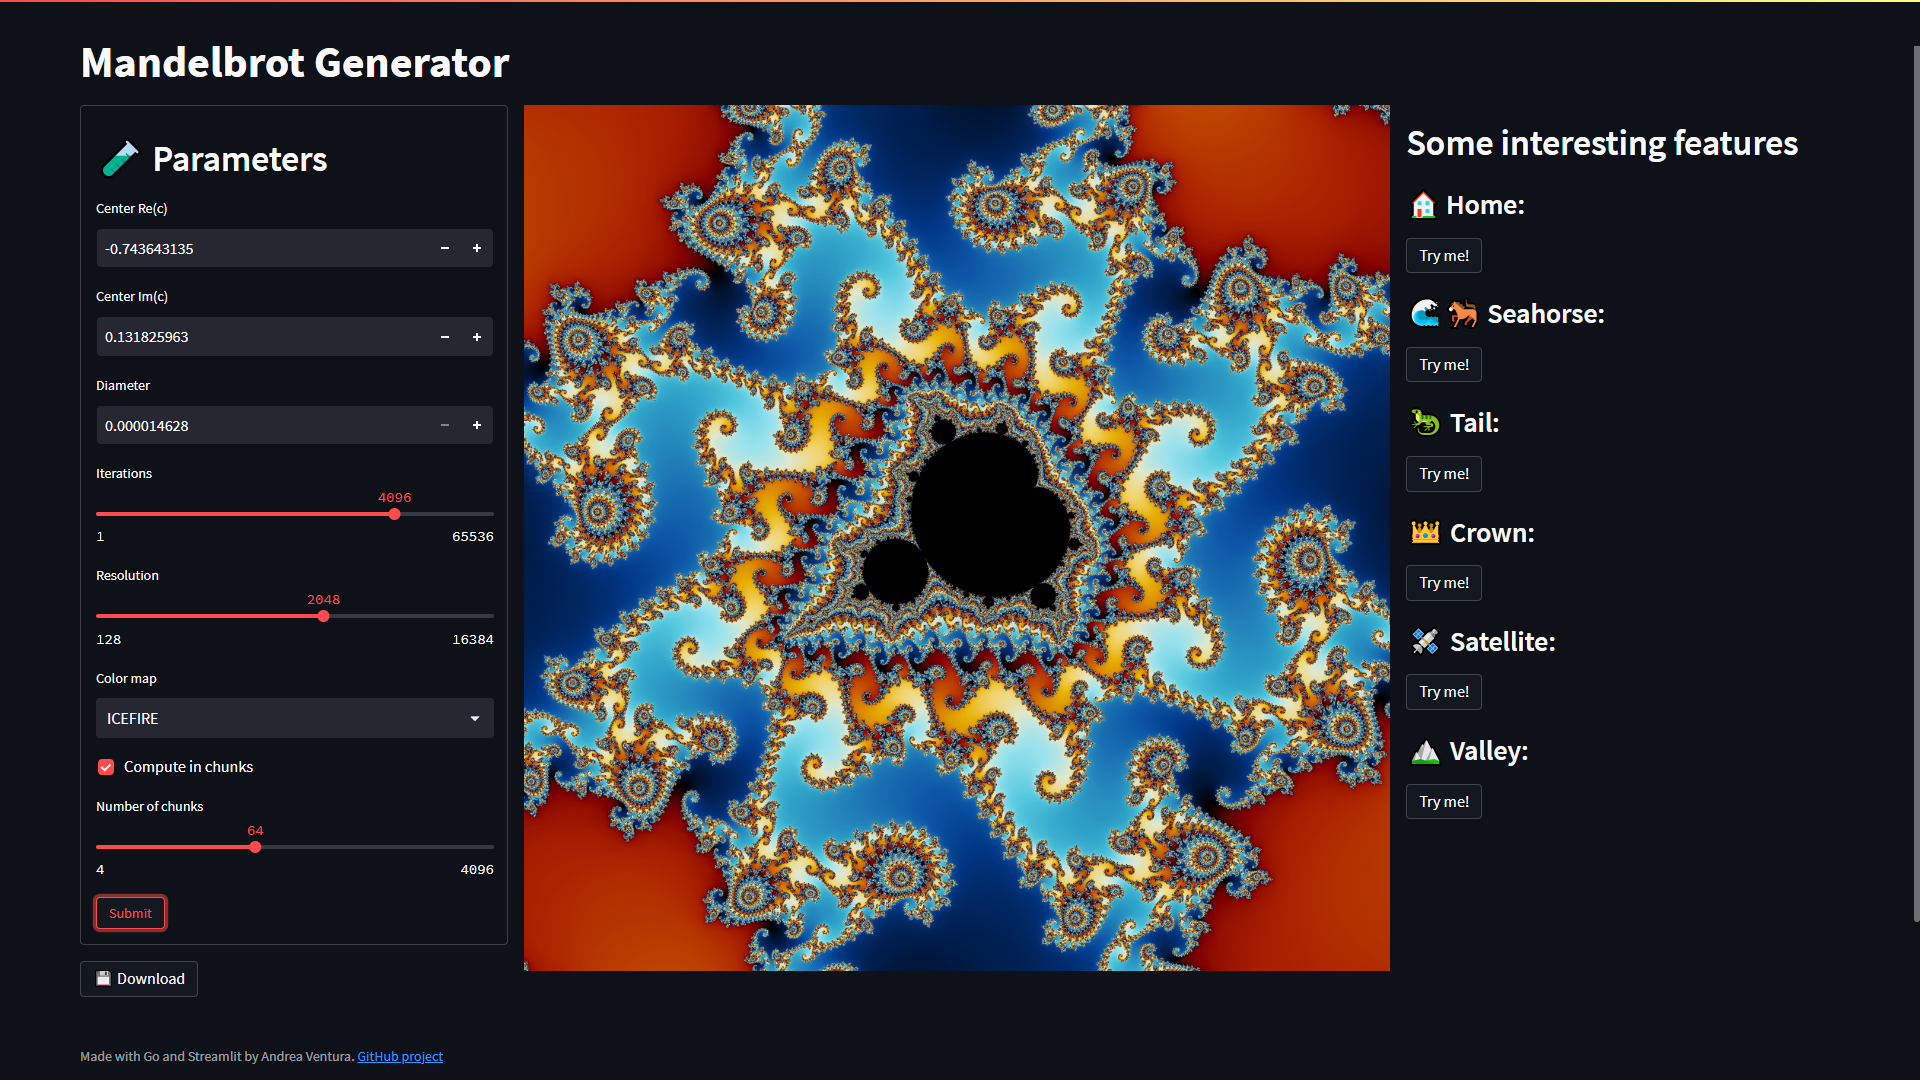 Mandelbrot Generator
Parameters
Center Re(c)
-0.743643135
Center Im(c)
0.131825963
Diameter
0.000014628
Iterations
4096
1 65536
Resolution
2048
128 16384
Color map
ICEFIRE
Compute in chunks
Number of chunks
64
4 4096
Submit
Download
Some interesting features
Home:
Try me!
Seahorse:
Try me!
Tail:
Try me!
Crown:
Try me!
Satellite:
Try me!
Valley:
Try me!
Made with Go and Streamlit by Andrea Ventura. GitHub project